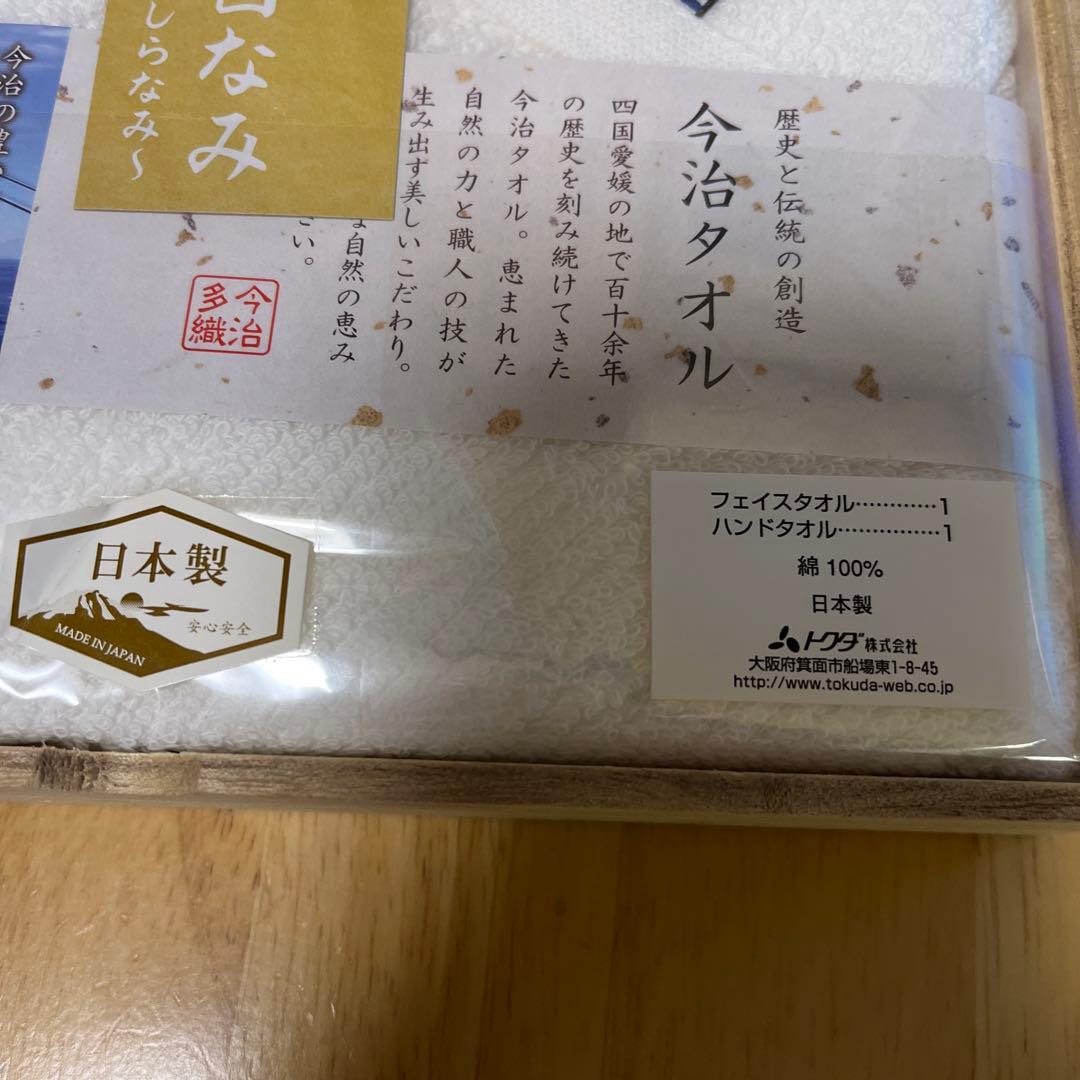 歴史と伝統の創造
今治タオル
四国愛媛の地で百十余年
の歴史を刻み続けてきた
今治タオル。恵まれた
自然の力と職人の技が
生み出す美しいこだわり。
な自然の恵み
さい。
今治
多織
白なみ
しらなみ〜
今治の
日本製
安心安全
MADE IN JAPAN
フェイスタオル…………1
ハンドタオル……………1
綿 100%
日本製
トクダ株式会社
大阪府箕面市船場東1-8-45
http://www.tokuda-web.co.jp